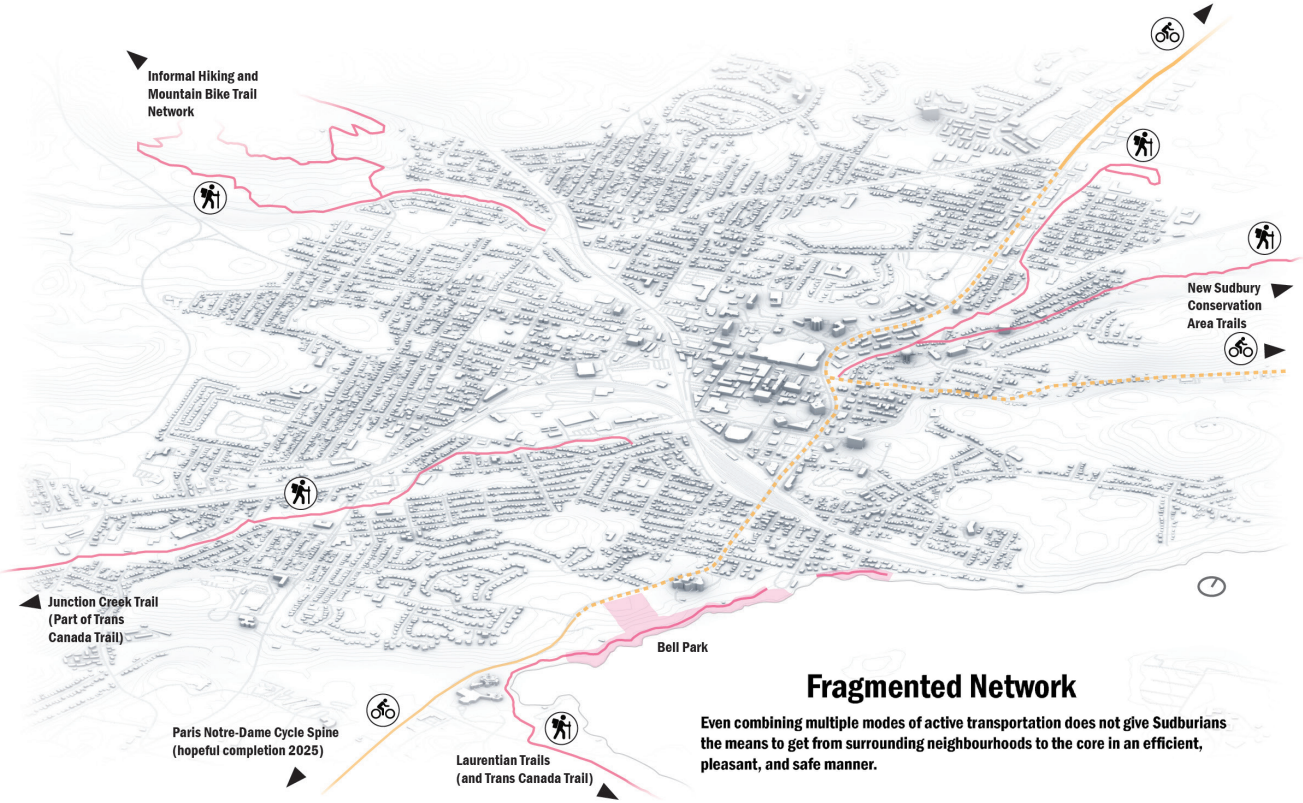 Informal Hiking and
Mountain Bike Trail
Network
New Sudbury
Conservation
Area Trails
Junction Creek Trail
(Part of Trans
Canada Trail)
Bell Park
Paris Notre-Dame Cycle Spine
(hopeful completion 2025)
Laurentian Trails
(and Trans Canada Trail)
Fragmented Network
Even combining multiple modes of active transportation does not give Sudburians
the means to get from surrounding neighbourhoods to the core in an efficient,
pleasant, and safe manner.